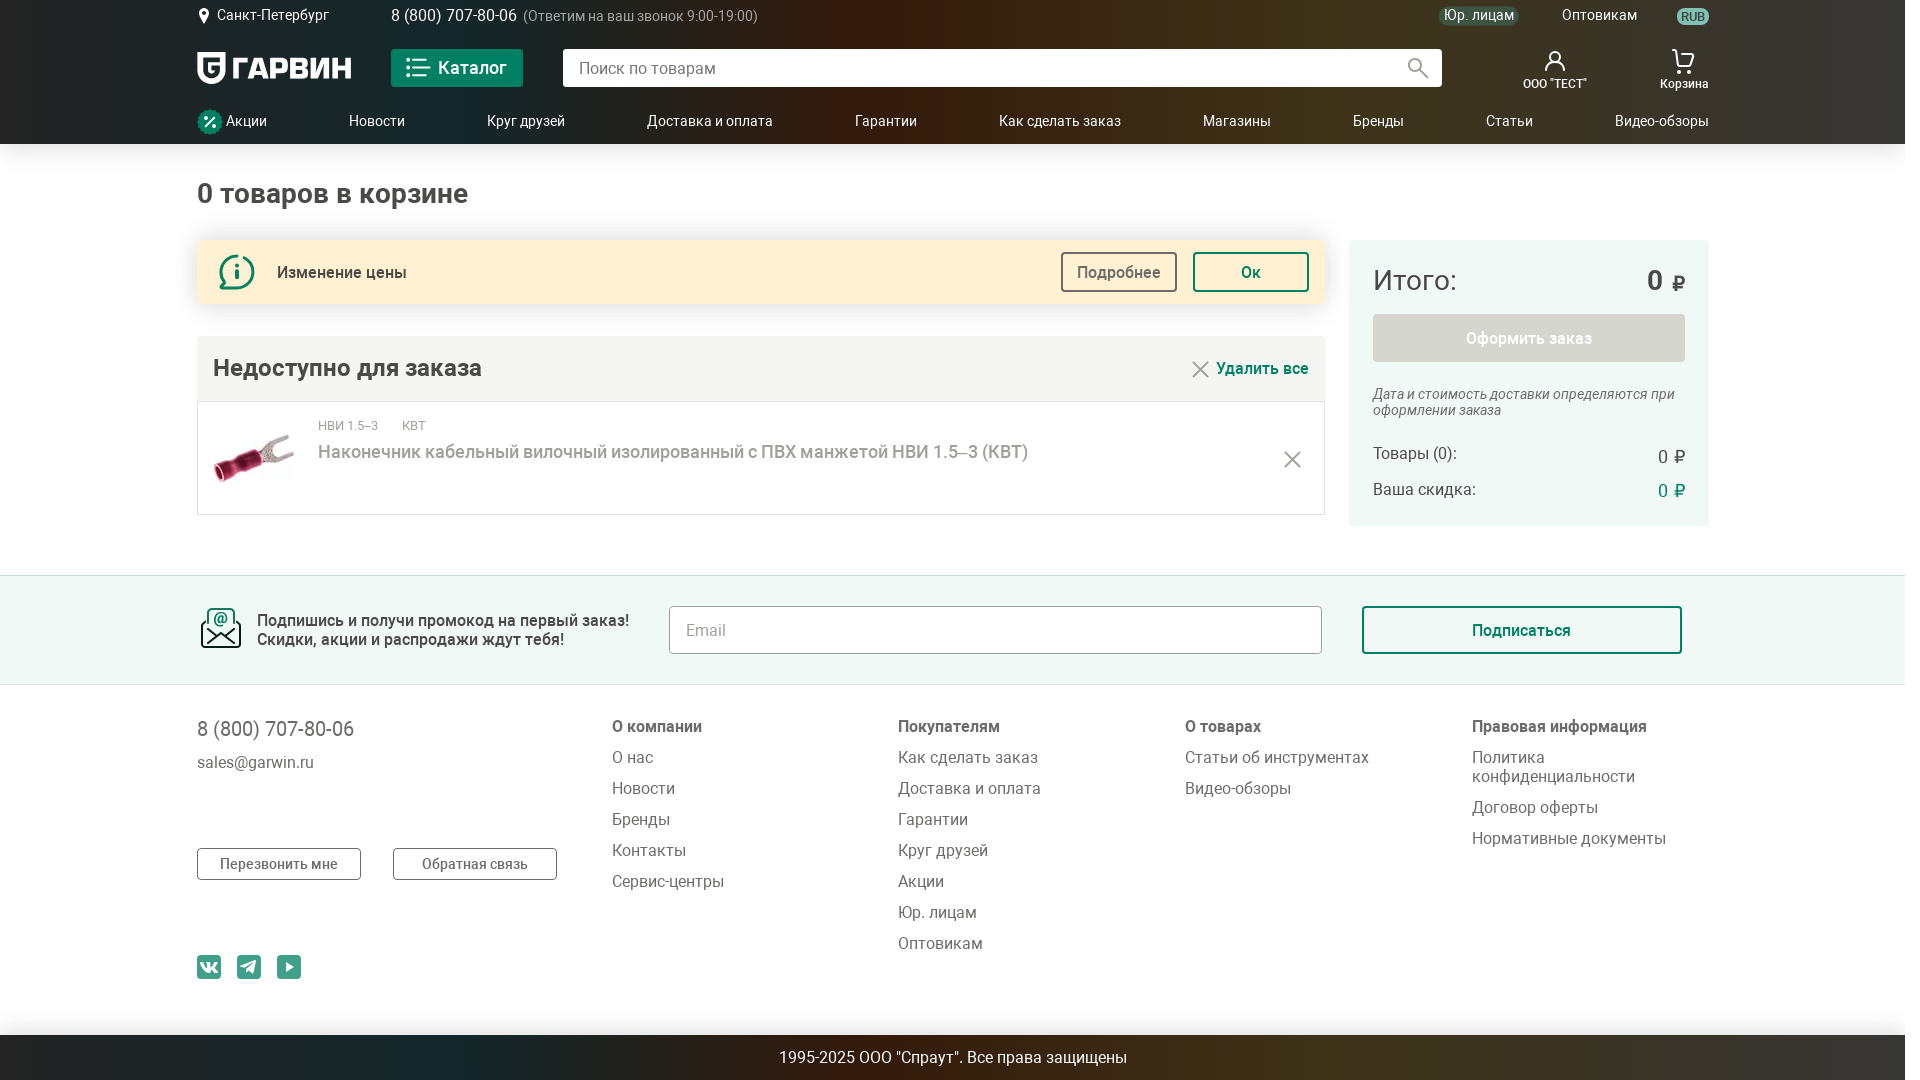 Санкт-Петербург
8 (800) 707-80-06 (Ответим на ваш звонок 9:00-19:00)
Юр. лицам
Оптовикам
RUB
ГАРВИН
Каталог
Поиск по товарам
ООО "ТЕСТ"
Корзина
Акции
Новости
Круг друзей
Доставка и оплата
Гарантии
Как сделать заказ
Магазины
Бренды
Статьи
Видео-обзоры
0 товаров в корзине
Изменение цены
Подробнее
Ок
Недоступно для заказа
Удалить все
НВИ 1.5–3 КВТ
Наконечник кабельный вилочный изолированный с ПВХ манжетой НВИ 1.5–3 (КВТ)
Итого: 0 ₽
Оформить заказ
Дата и стоимость доставки определяются при
оформлении заказа
Товары (0): 0 ₽
Ваша скидка: 0 ₽
Подпишись и получи промокод на первый заказ!
Скидки, акции и распродажи ждут тебя!
Email
Подписаться
8 (800) 707-80-06
sales@garwin.ru
Перезвонить мне
Обратная связь
О компании
О нас
Новости
Бренды
Контакты
Сервис-центры
Покупателям
Как сделать заказ
Доставка и оплата
Гарантии
Круг друзей
Акции
Юр. лицам
Оптовикам
О товарах
Статьи об инструментах
Видео-обзоры
Правовая информация
Политика
конфиденциальности
Договор оферты
Нормативные документы
1995-2025 ООО "Спраут". Все права защищены